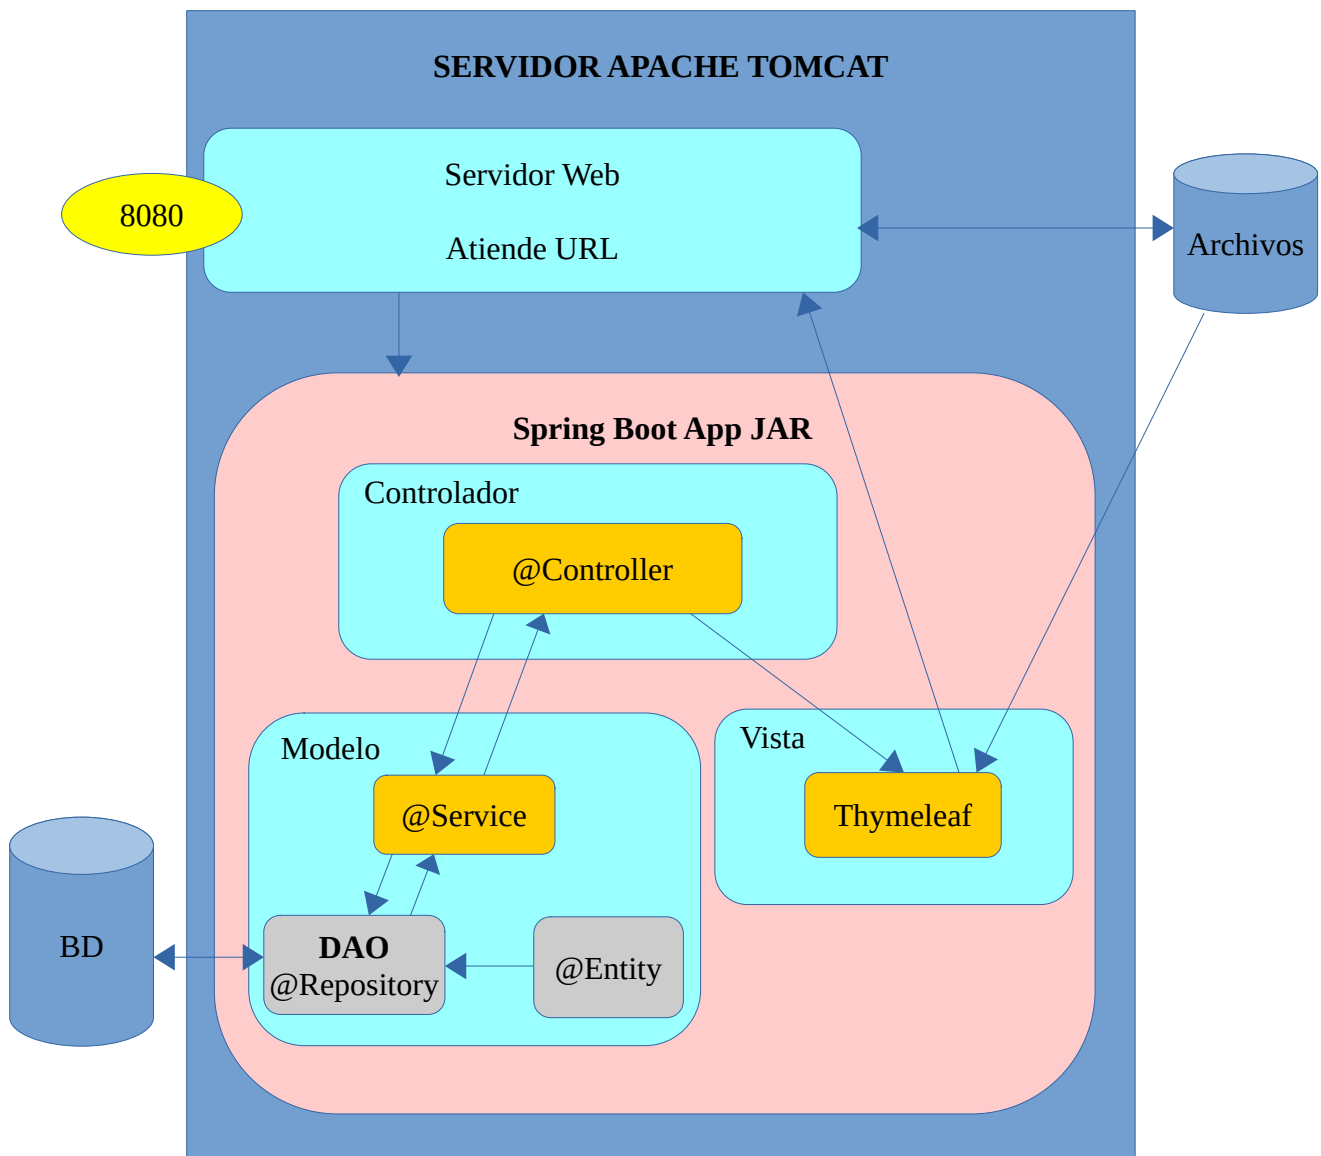 SERVIDOR APACHE TOMCAT
Servidor Web
8080
Atiende URL
Archivos
Spring Boot App JAR
Controlador
@Controller
Modelo
Vista
@Service
Thymeleaf
BD
DAO
@Repository
@Entity